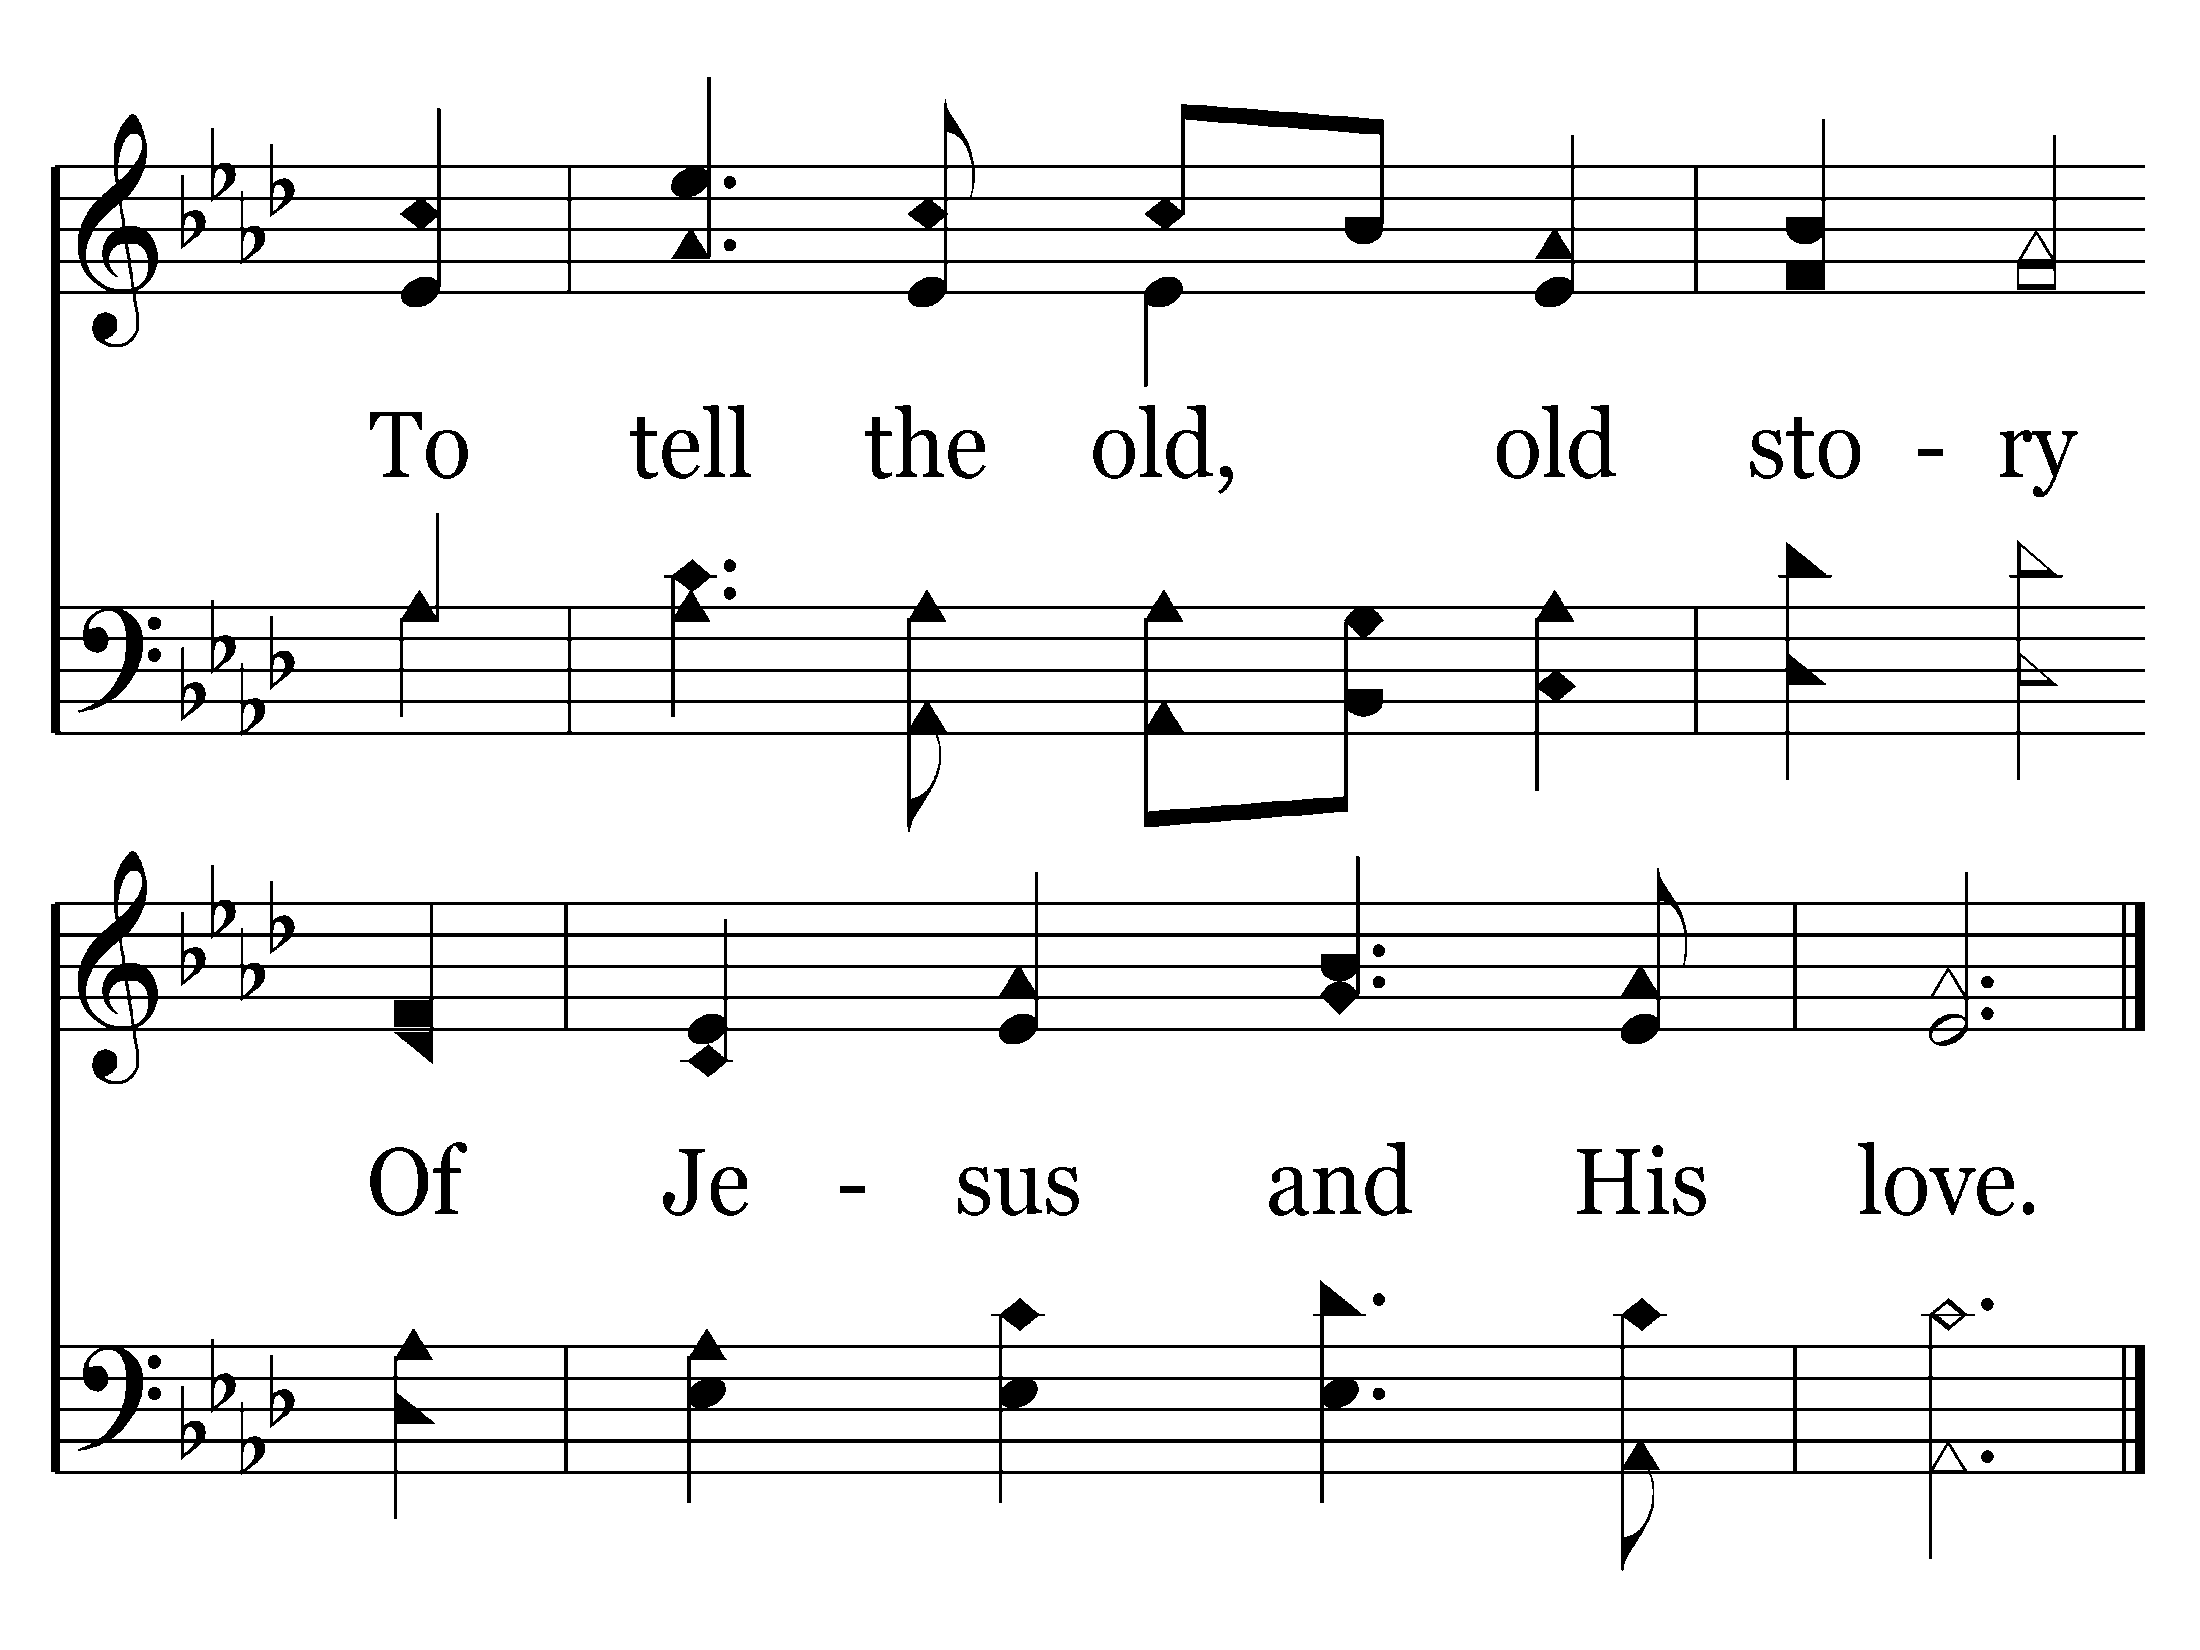 To tell the old, old sto - ry
Of Je - sus and His love.